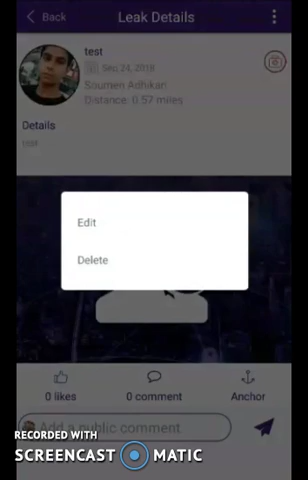 Back
Leak Details
test
Sep 24, 2018
Soumen Adhikari
Distance: 0.57 miles
Details
test
Edit
Delete
0 likes
0 comment
Anchor
Add a public comment
RECORDED WITH
SCREENCAST MATIC